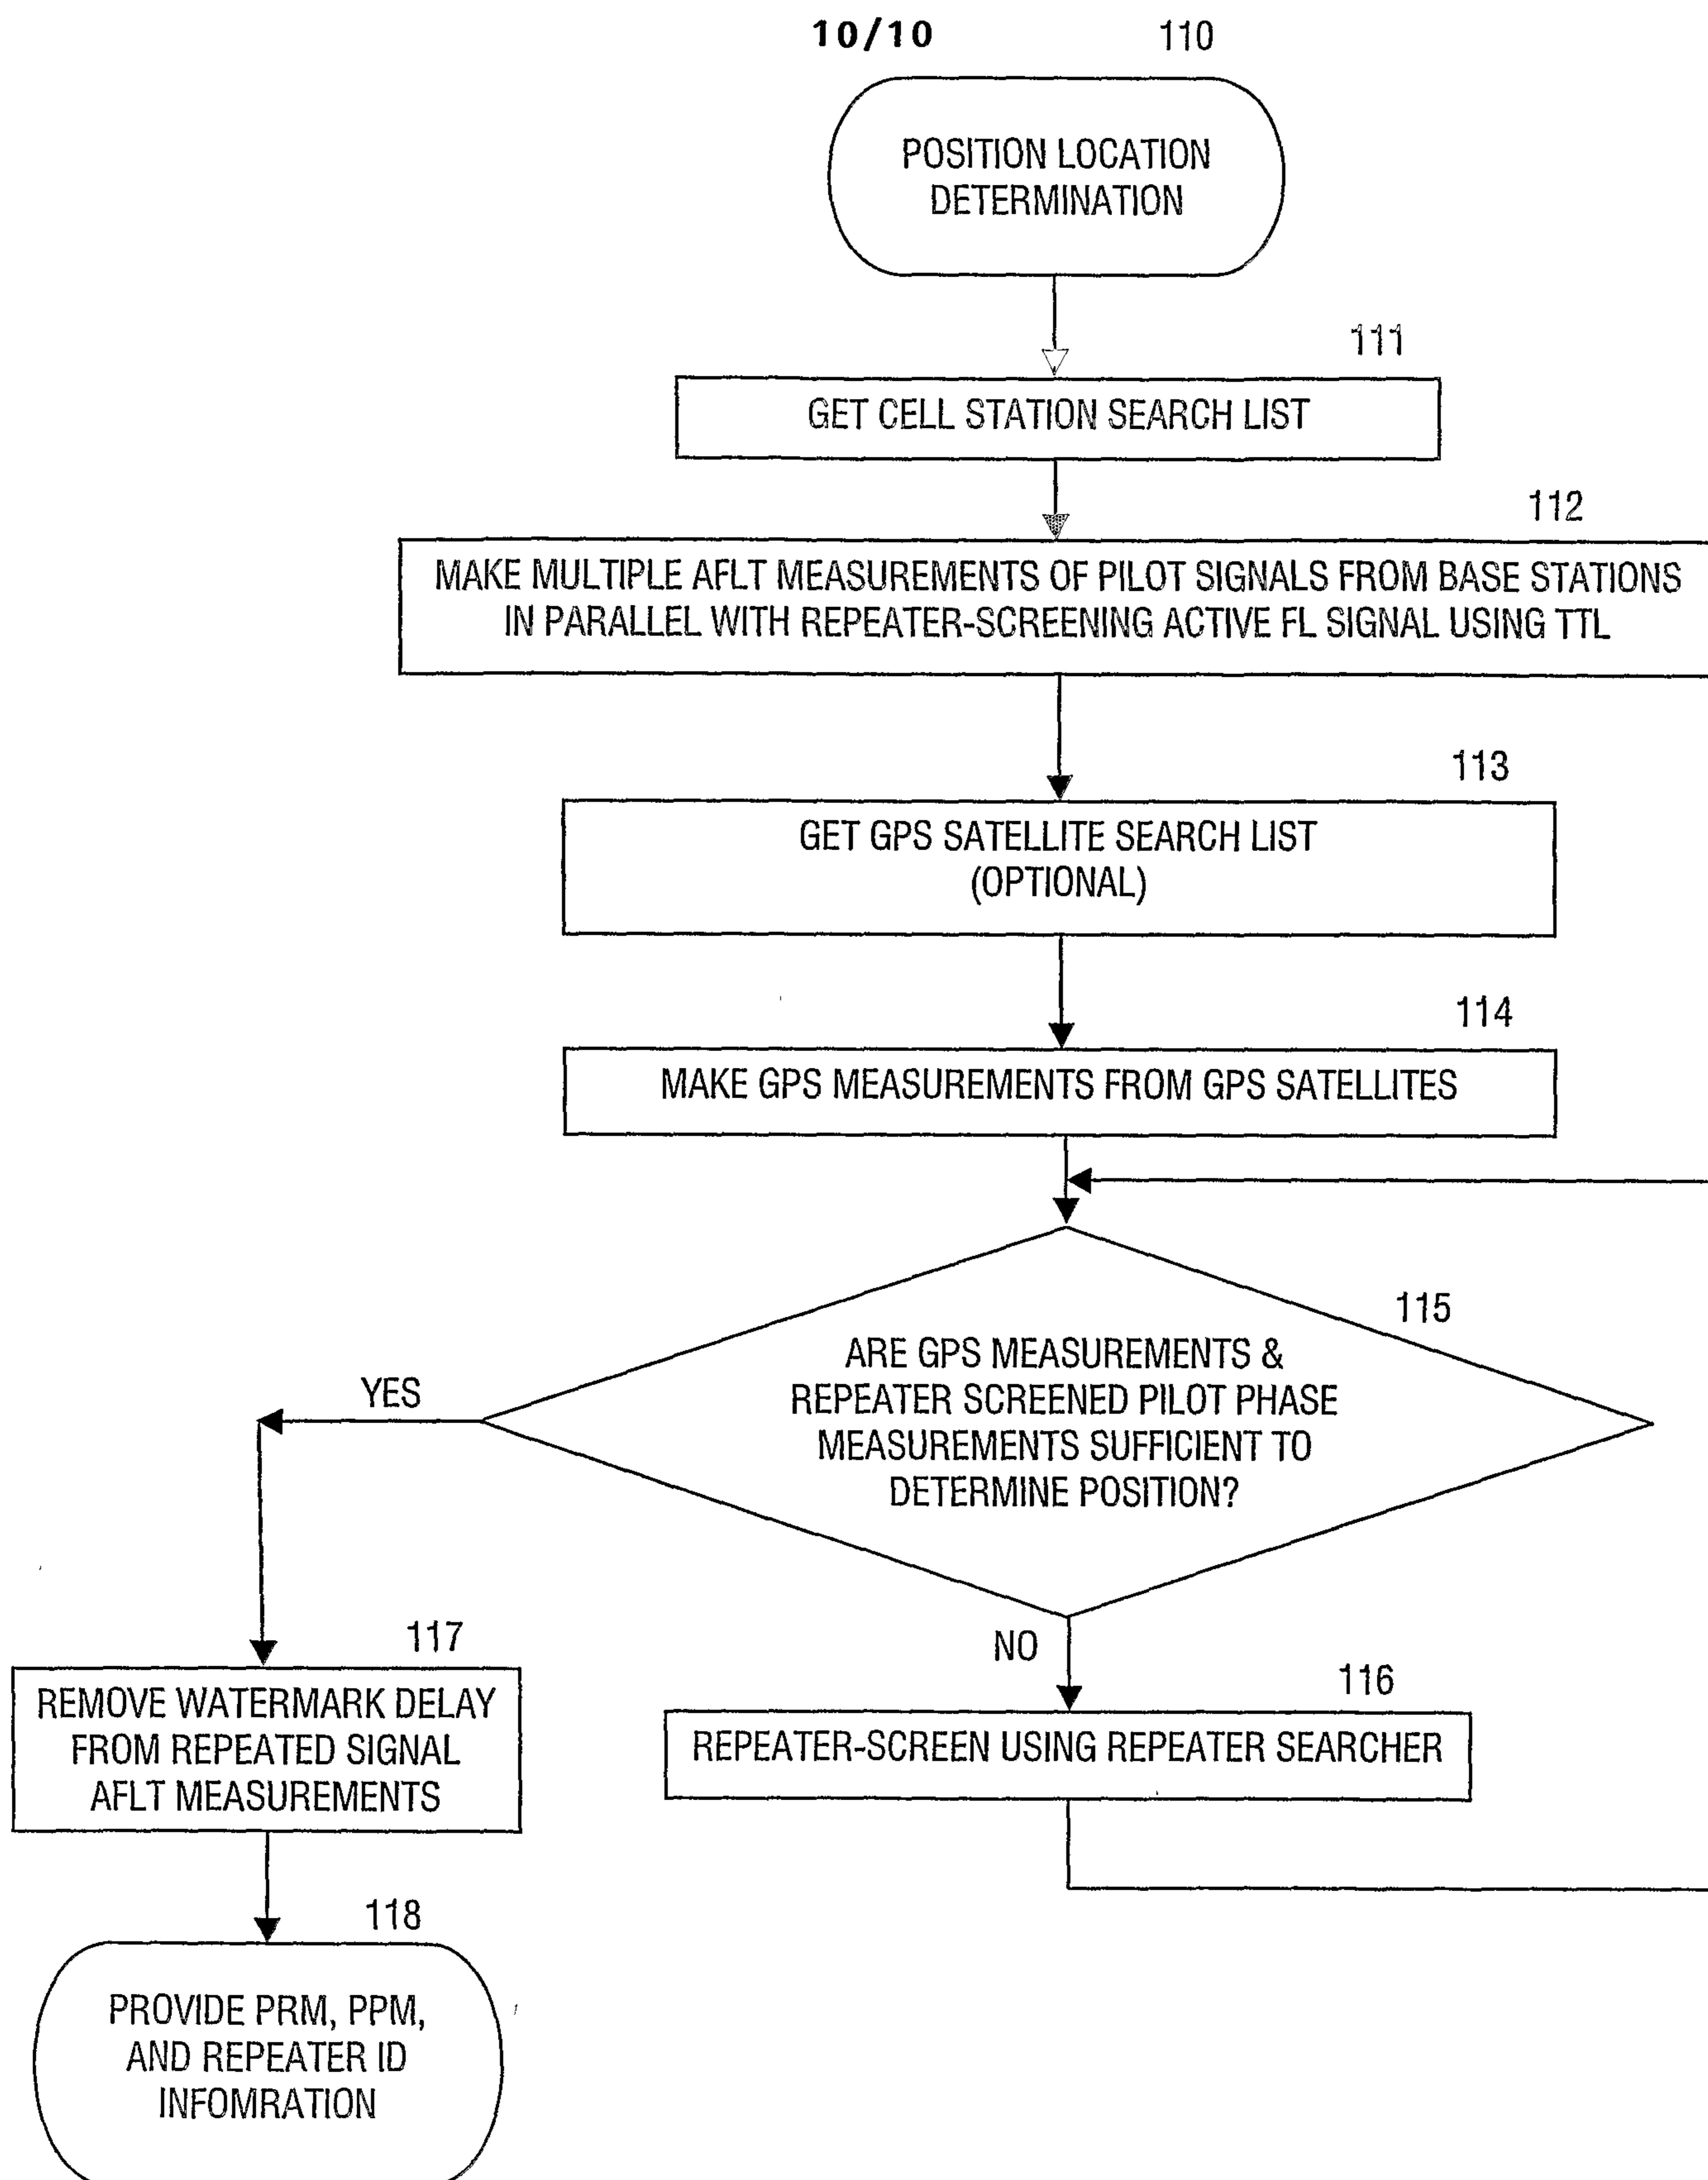 10/10
110
POSITION LOCATION
DETERMINATION
111
GET CELL STATION SEARCH LIST
112
MAKE MULTIPLE AFLT MEASUREMENTS OF PILOT SIGNALS FROM BASE STATIONS
IN PARALLEL WITH REPEATER-SCREENING ACTIVE FL SIGNAL USING TTL
113
GET GPS SATELLITE SEARCH LIST
(OPTIONAL)
114
MAKE GPS MEASUREMENTS FROM GPS SATELLITES
115
ARE GPS MEASUREMENTS &
REPEATER SCREENED PILOT PHASE
MEASUREMENTS SUFFICIENT TO
DETERMINE POSITION?
YES
NO
117
REMOVE WATERMARK DELAY
FROM REPEATED SIGNAL
AFLT MEASUREMENTS
116
REPEATER-SCREEN USING REPEATER SEARCHER
118
PROVIDE PRM, PPM,
AND REPEATER ID
INFOMRATION